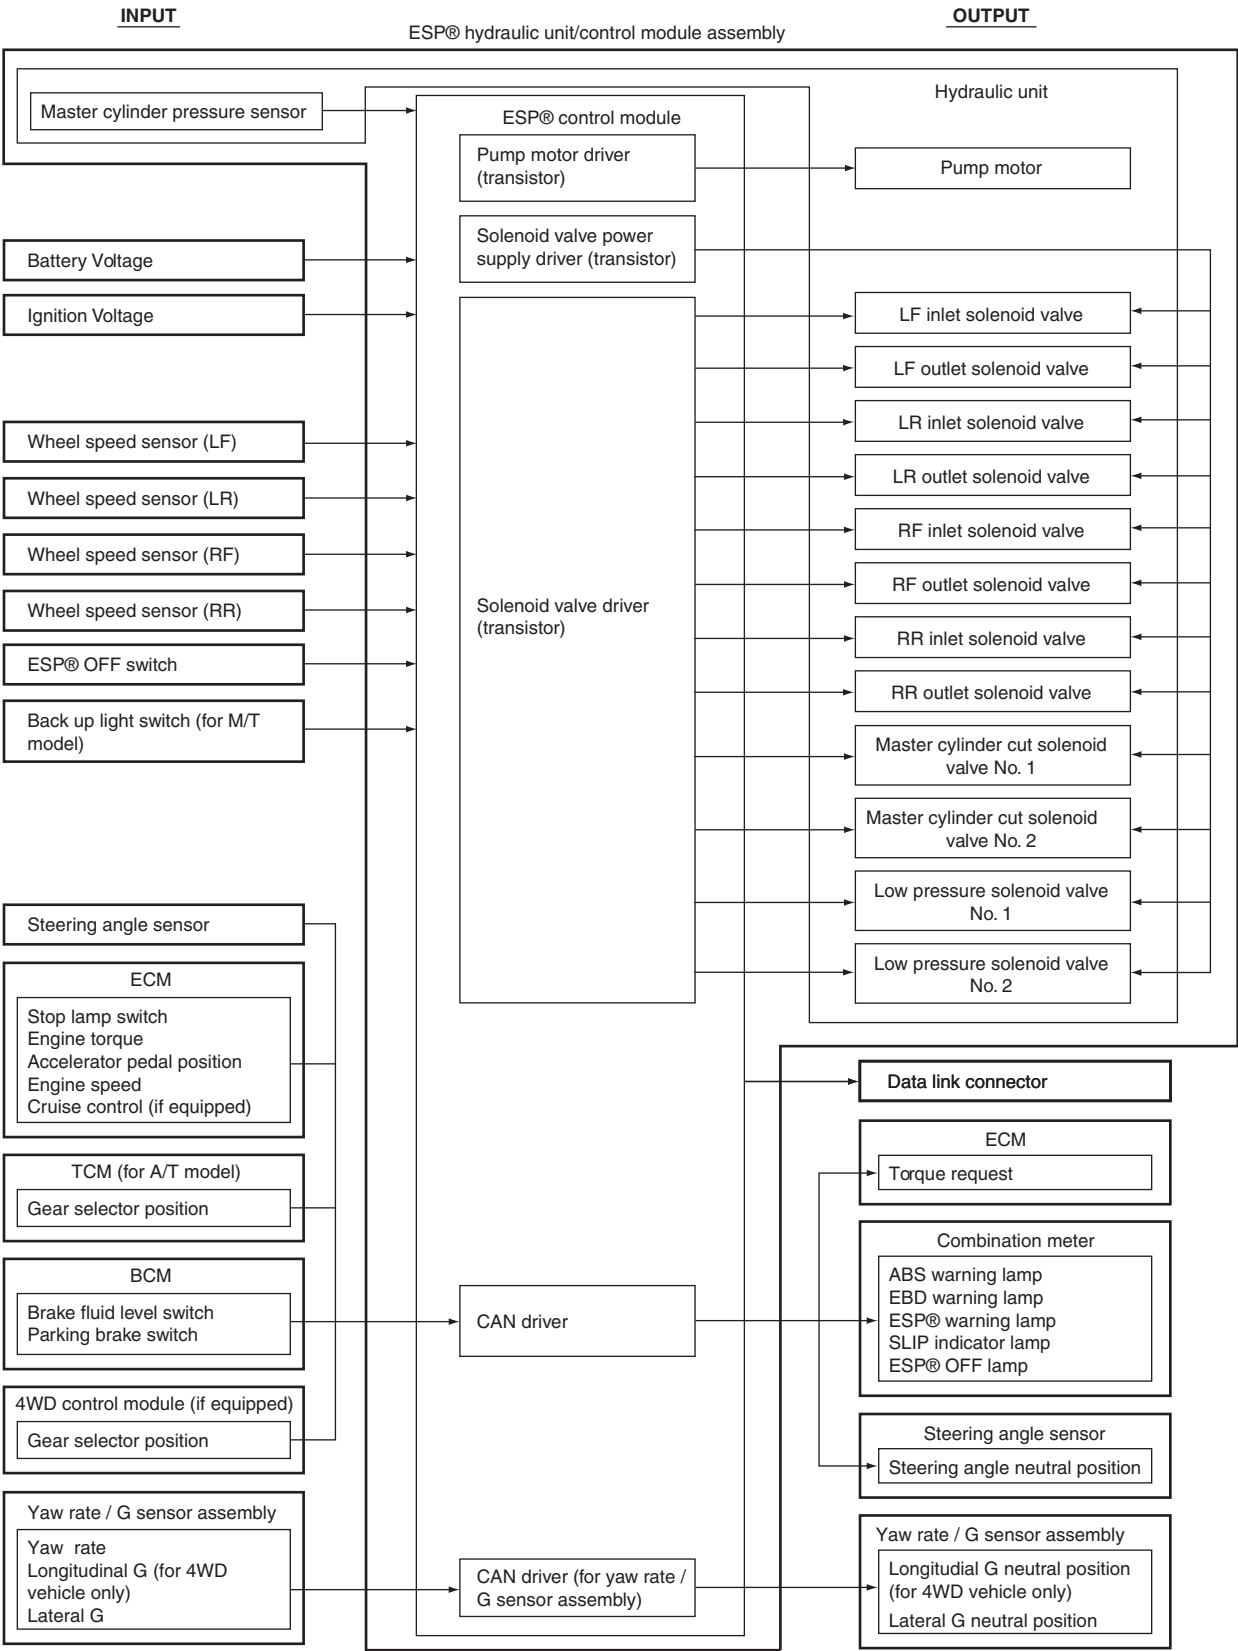 INPUT
OUTPUT
ESP® hydraulic unit/control module assembly
Hydraulic unit
Master cylinder pressure sensor
ESP® control module
Pump motor driver
(transistor)
Pump motor
Solenoid valve power
supply driver (transistor)
Battery Voltage
Ignition Voltage
LF inlet solenoid valve
LF outlet solenoid valve
LR inlet solenoid valve
LR outlet solenoid valve
RF inlet solenoid valve
RF outlet solenoid valve
RR inlet solenoid valve
RR outlet solenoid valve
Master cylinder cut solenoid
valve No. 1
Master cylinder cut solenoid
valve No. 2
Low pressure solenoid valve
No. 1
Low pressure solenoid valve
No. 2
Wheel speed sensor (LF)
Wheel speed sensor (LR)
Wheel speed sensor (RF)
Wheel speed sensor (RR)
ESP® OFF switch
Back up light switch (for M/T
model)
Solenoid valve driver
(transistor)
Steering angle sensor
ECM
Stop lamp switch
Engine torque
Accelerator pedal position
Engine speed
Cruise control (if equipped)
TCM (for A/T model)
Gear selector position
BCM
Brake fluid level switch
Parking brake switch
4WD control module (if equipped)
Gear selector position
Yaw rate / G sensor assembly
Yaw rate
Longitudinal G (for 4WD
vehicle only)
Lateral G
CAN driver
CAN driver (for yaw rate /
G sensor assembly)
Data link connector
ECM
Torque request
Combination meter
ABS warning lamp
EBD warning lamp
ESP® warning lamp
SLIP indicator lamp
ESP® OFF lamp
Steering angle sensor
Steering angle neutral position
Yaw rate / G sensor assembly
Longitudial G neutral position
(for 4WD vehicle only)
Lateral G neutral position